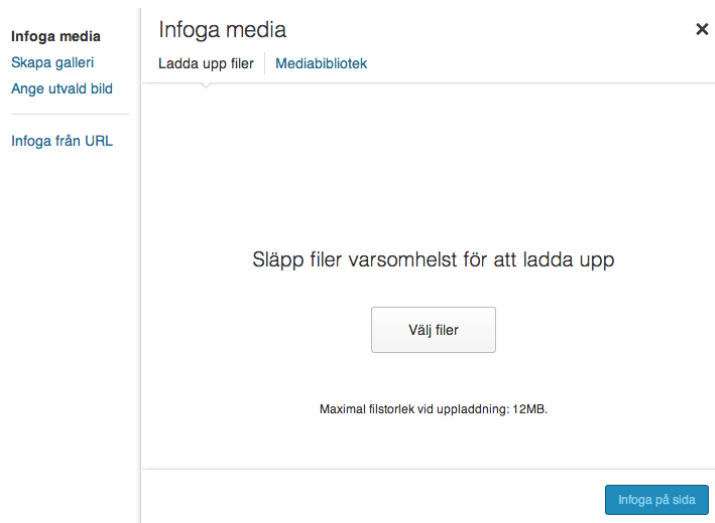 Infoga media
Skapa galleri
Ange utvald bild
Infoga från URL
Infoga media
Ladda upp filer
Mediabibliotek
Släpp filer varsomhelst för att ladda upp
Välj filer
Maximal filstorlek vid uppladdning: 12MB.
Infoga på sida